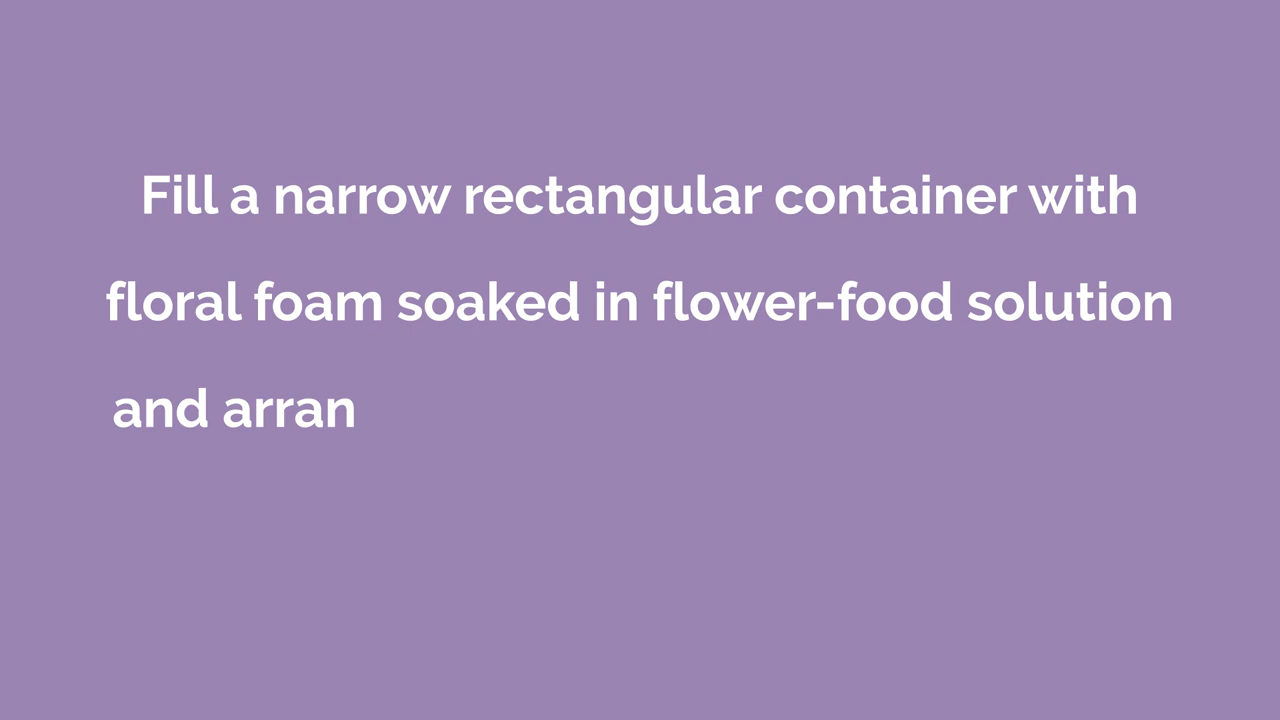 Fill a narrow rectangular container with
floral foam soaked in flower-food solution
and arran